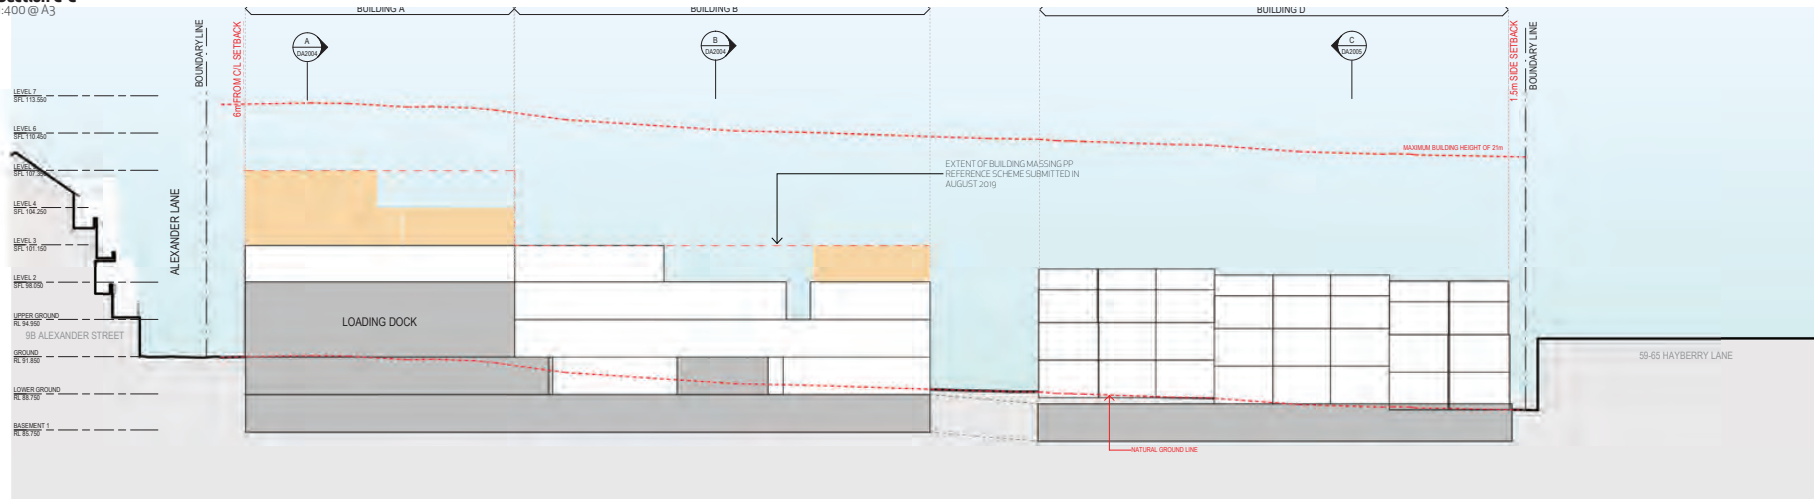 :400 @ A3
BUILDING A
BUILDING B
BUILDING D
BOUNDARY LINE
6m FROM C/L SETBACK
A
DA2004
B
DA2004
C
DA2005
1.5m SIDE SETBACK
BOUNDARY LINE
LEVEL 7
SFL 113.550
LEVEL 6
SFL 110.450
MAXIMUM BUILDING HEIGHT OF 21m
EXTENT OF BUILDING MASSING PP
REFERENCE SCHEME SUBMITTED IN
AUGUST 2019
SFL 107.350
LEVEL 4
SFL 104.250
ALEXANDER LANE
LEVEL 3
SFL 101.150
LEVEL 2
SFL 98.050
UPPER GROUND
RL 94.950
LOADING DOCK
9B ALEXANDER STREET
GROUND
RL 91.850
59-65 HAYBERRY LANE
LOWER GROUND
RL 88.750
BASEMENT 1
RL 85.750
NATURAL GROUND LINE